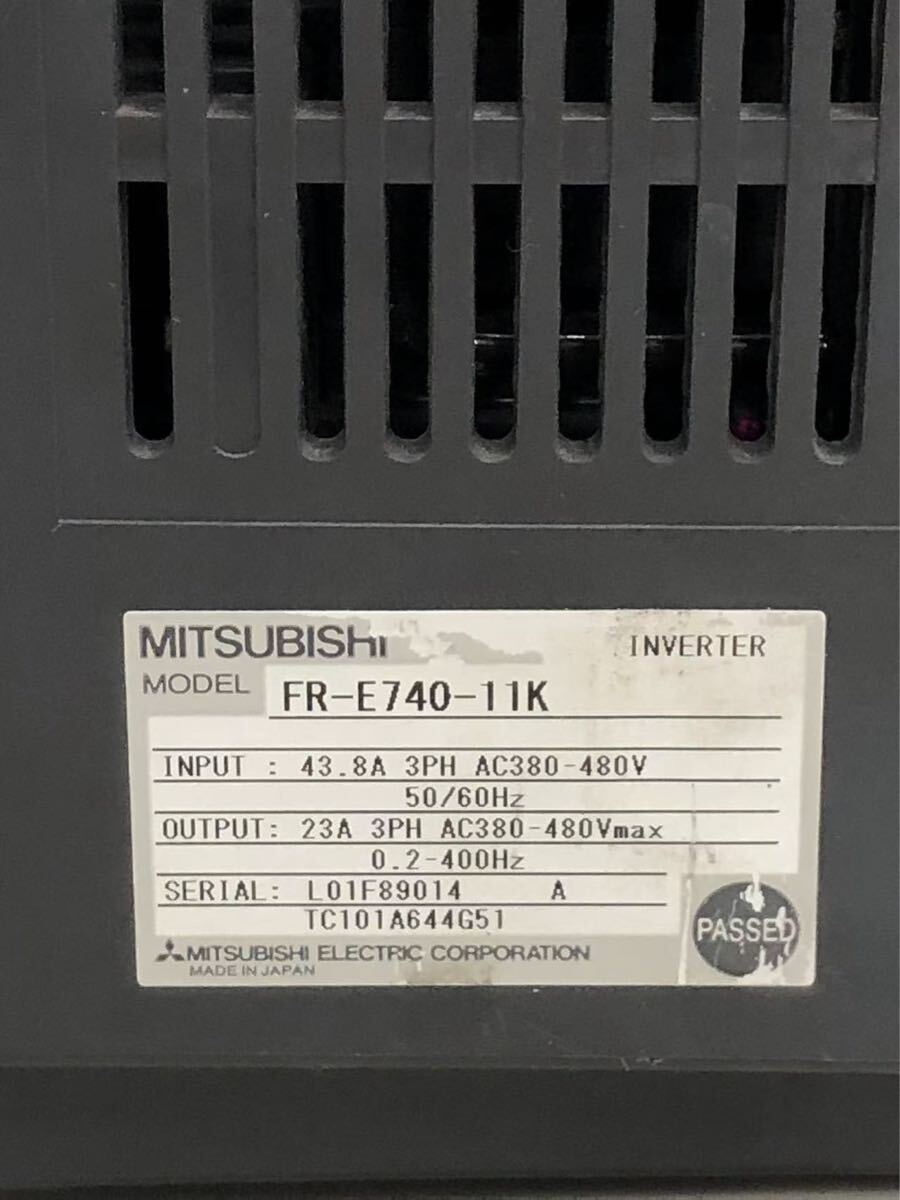 MITSUBISHI INVERTER
MODEL FR-E740-11K
INPUT : 43.8A 3PH AC380-480V
50/60Hz
OUTPUT: 23A 3PH AC380-480Vmax
0.2-400Hz
SERIAL: L01F89014 A
TC101A644G51
PASSED
MITSUBISHI ELECTRIC CORPORATION
MADE IN JAPAN